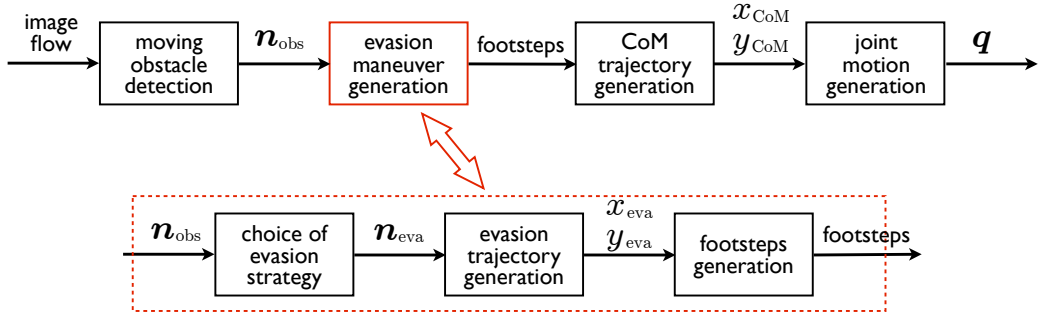 image
flow
moving
obstacle
detection
n_obs
evasion
maneuver
generation
footsteps
CoM
trajectory
generation
x_CoM
y_CoM
joint
motion
generation
q
n_obs
choice of
evasion
strategy
n_eva
evasion
trajectory
generation
x_eva
y_eva
footsteps
generation
footsteps